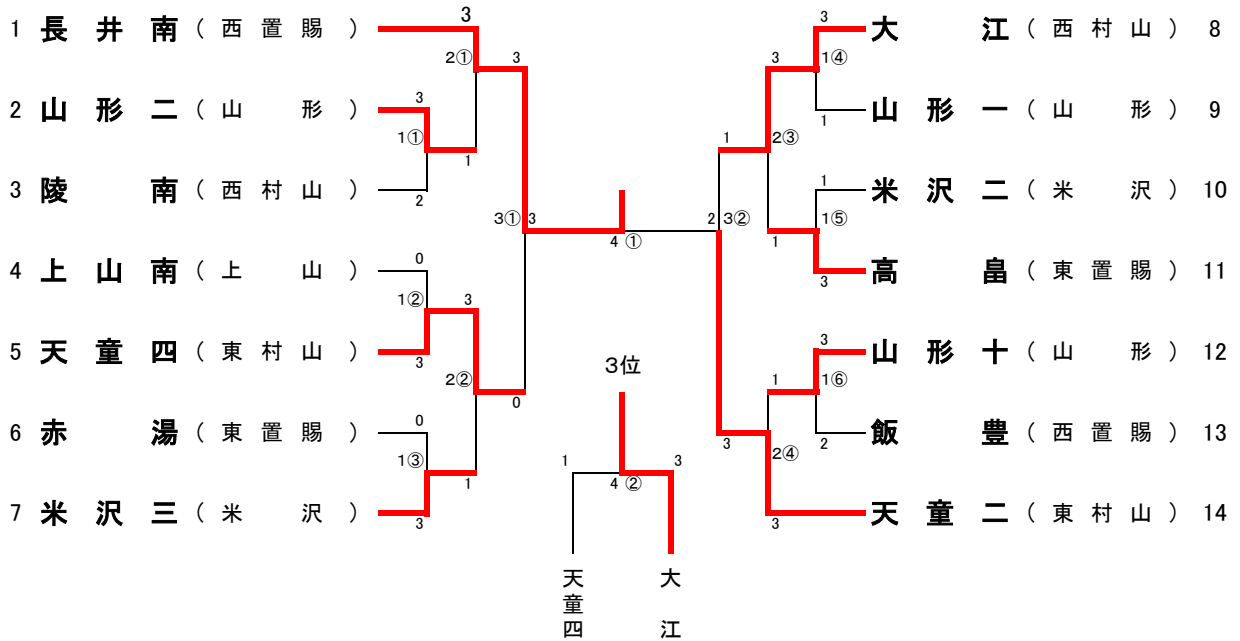 1 長井南 （西置賜） 3
2① 3
2 山形二 （山形） 3
1① 1
3 陵南 （西村山） 2
3① 3
4 上山南 （上山） 0
1② 3
5 天童四 （東村山） 3
2② 0
6 赤湯 （東置賜） 0
1③ 1
7 米沢三 （米沢） 3
4 ①
3 大江 （西村山） 8
3 1④
1 山形一 （山形） 9
1 2③
1 米沢二 （米沢） 10
1 1⑤
3 高畠 （東置賜） 11
2 3②
3 山形十 （山形） 12
1 1⑥
2 飯豊 （西置賜） 13
3 2④
3 天童二 （東村山） 14
3位
1 3
4 ②
天童四
大江